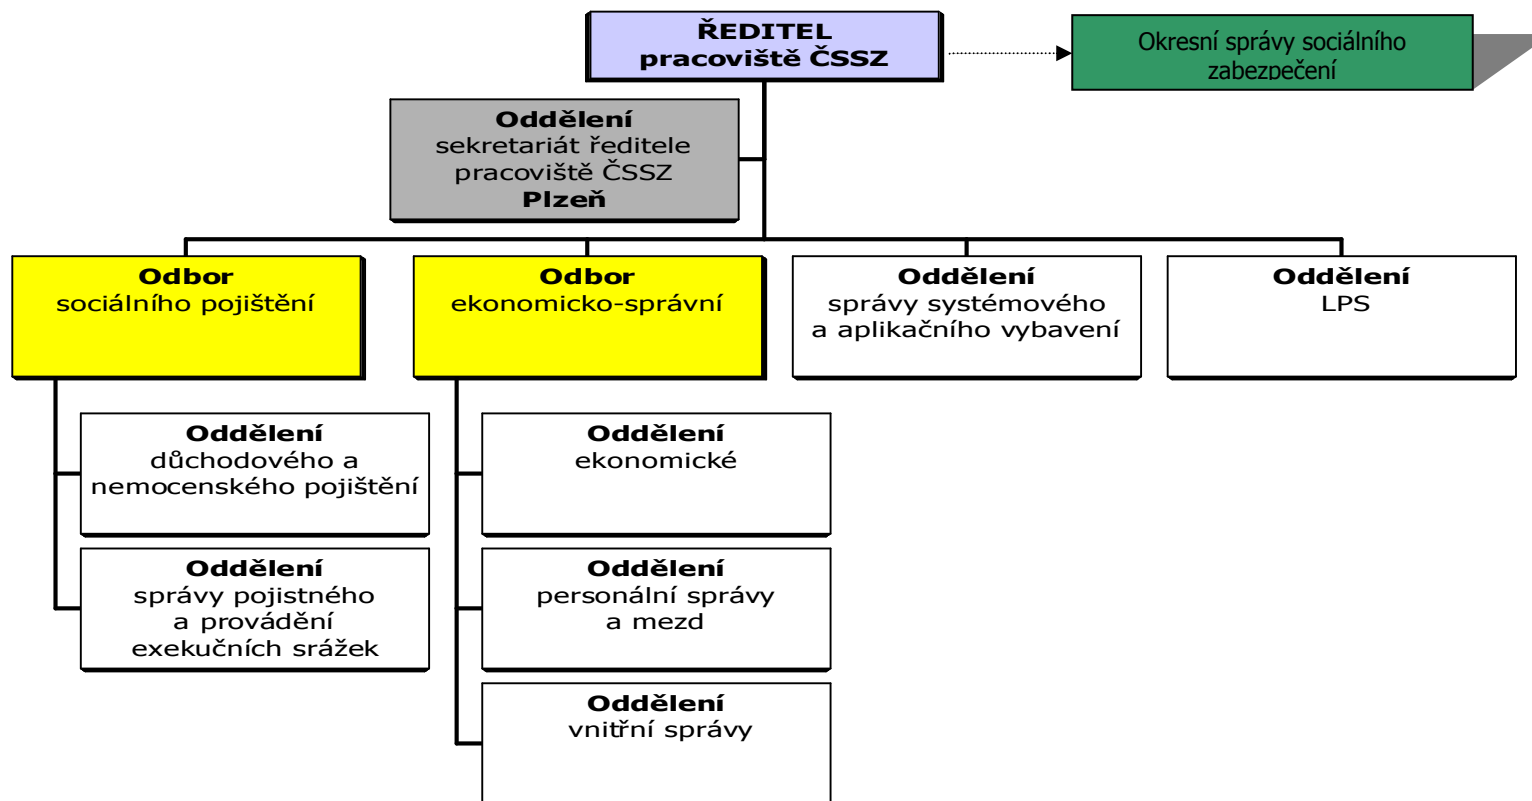 ŘEDITEL
pracoviště ČSSZ
Okresní správy sociálního
zabezpečení
Oddělení
sekretariát ředitele
pracoviště ČSSZ
Plzeň
Odbor
sociálního pojištění
Odbor
ekonomicko-správní
Oddělení
správy systémového
a aplikačního vybavení
Oddělení
LPS
Oddělení
důchodového a
nemocenského pojištění
Oddělení
správy pojistného
a provádění
exekučních srážek
Oddělení
ekonomické
Oddělení
personální správy
a mezd
Oddělení
vnitřní správy